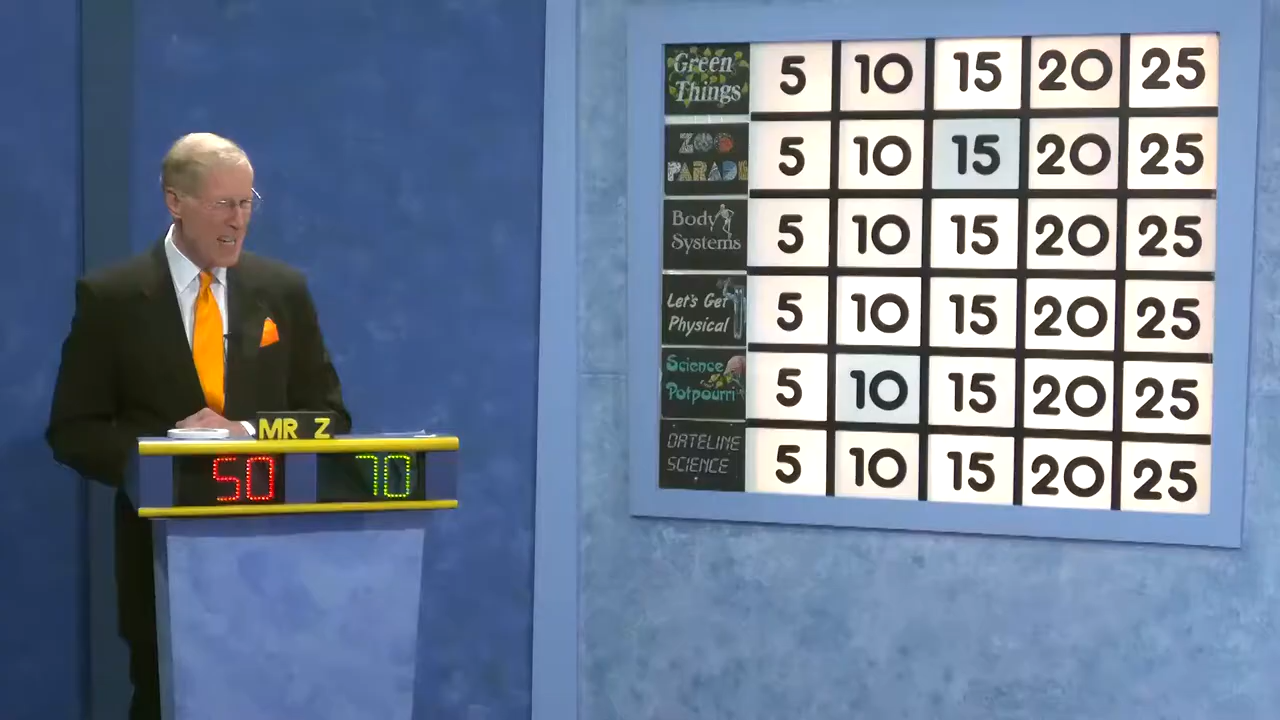 Green
Things
5 10 15 20 25
ZOO
PARADE
5 10 15 20 25
Body
Systems
5 10 15 20 25
Let's Get
Physical
5 10 15 20 25
Science
Potpourri
5 10 15 20 25
DATELINE
SCIENCE
5 10 15 20 25
MR Z
50 70